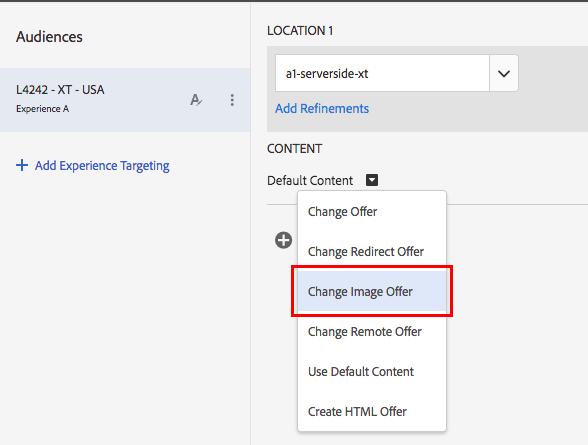 Audiences
L4242 - XT - USA
Experience A
Add Experience Targeting
LOCATION 1
a1-serverside-xt
Add Refinements
CONTENT
Default Content
Change Offer
Change Redirect Offer
Change Image Offer
Change Remote Offer
Use Default Content
Create HTML Offer